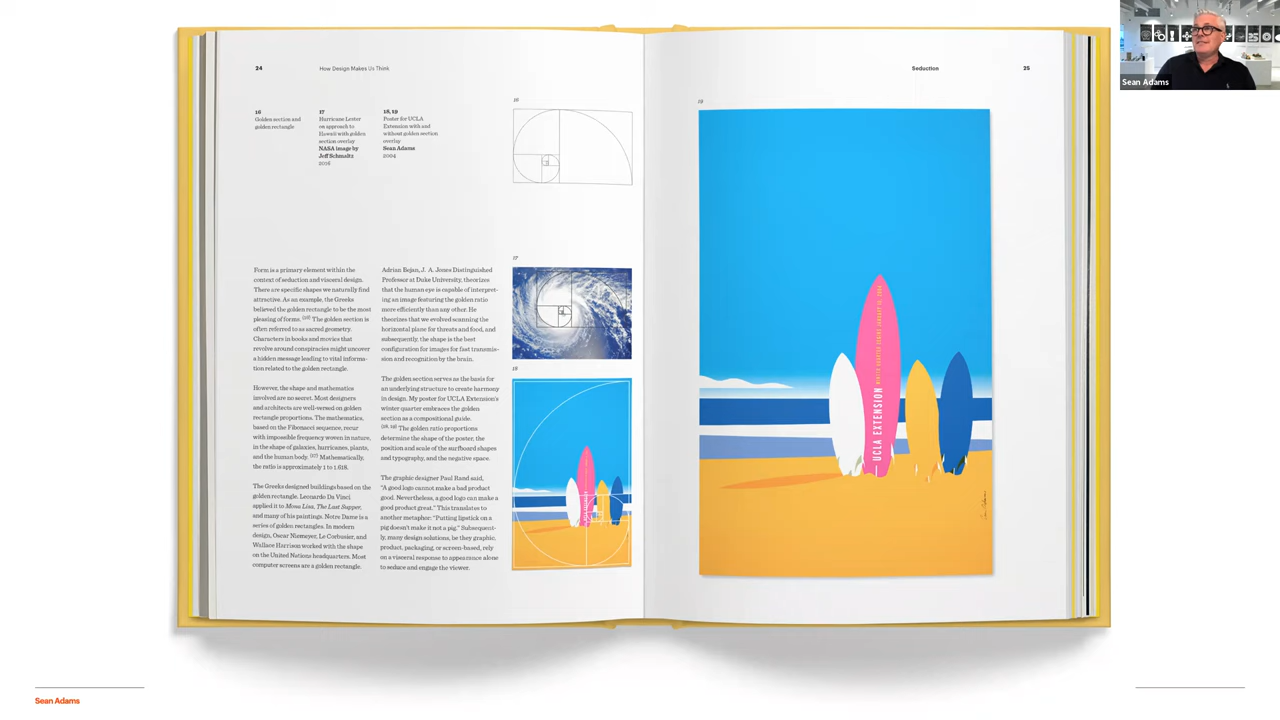 24
How Design Makes Us Think
Seduction
25
16
Golden section and
golden rectangle
17
Hurricane Lester
on approach to
Hawaii with golden
section overlay
NASA image by
Jeff Schmaltz
2016
18, 19
Poster for UCLA
Extension with and
without golden section
overlay
Sean Adams
2004
Form is a primary element within the
context of seduction and visceral design.
There are specific shapes we naturally find
attractive. As an example, the Greeks
believed the golden rectangle to be the most
pleasing of forms. [16] The golden section is
often referred to as sacred geometry.
Characters in books and movies that
revolve around conspiracies might uncover
a hidden message leading to vital informa-
tion related to the golden rectangle.
However, the shape and mathematics
involved are no secret. Most designers
and architects are well-versed on golden
rectangle proportions. The mathematics,
based on the Fibonacci sequence, recur
with impossible frequency woven in nature,
in the shape of galaxies, hurricanes, plants,
and the human body. [17] Mathematically,
the ratio is approximately 1 to 1.618.
The Greeks designed buildings based on the
golden rectangle. Leonardo Da Vinci
applied it to Mona Lisa, The Last Supper,
and many of his paintings. Notre Dame is a
series of golden rectangles. In modern
design, Oscar Niemeyer, Le Corbusier, and
Wallace Harrison worked with the shape
on the United Nations headquarters. Most
computer screens are a golden rectangle.
Adrian Bejan, J. A. Jones Distinguished
Professor at Duke University, theorizes
that the human eye is capable of interpret-
ing an image featuring the golden ratio
more efficiently than any other. He
theorizes that we evolved scanning the
horizontal plane for threats and food, and
subsequently, the shape is the best
configuration for images for fast transmis-
sion and recognition by the brain.
The golden section serves as the basis for
an underlying structure to create harmony
in design. My poster for UCLA Extension's
winter quarter embraces the golden
section as a compositional guide.
[18, 19] The golden ratio proportions
determine the shape of the poster, the
position and scale of the surfboard shapes
and typography, and the negative space.
The graphic designer Paul Rand said,
“A good logo cannot make a bad product
good. Nevertheless, a good logo can make a
good product great.” This translates to
another metaphor: “Putting lipstick on a
pig doesn't make it not a pig.” Subsequent-
ly, many design solutions, be they graphic,
product, packaging, or screen-based, rely
on a visceral response to appearance alone
to seduce and engage the viewer.
16
17
18
19
UCLA EXTENSION
Sean Adams
Sean Adams